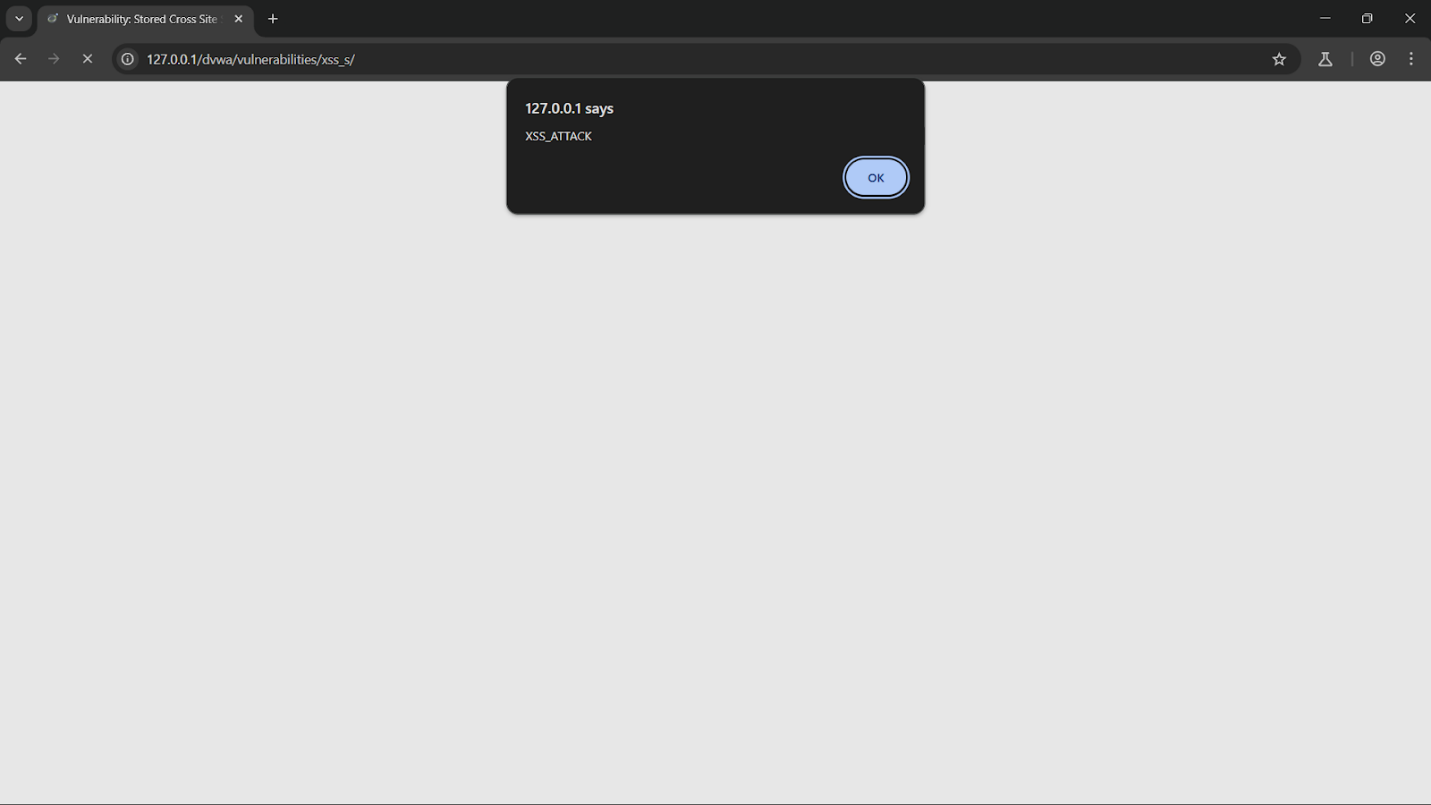 Vulnerability: Stored Cross Site
127.0.0.1/dvwa/vulnerabilities/xss_s/
127.0.0.1 says
XSS_ATTACK
OK